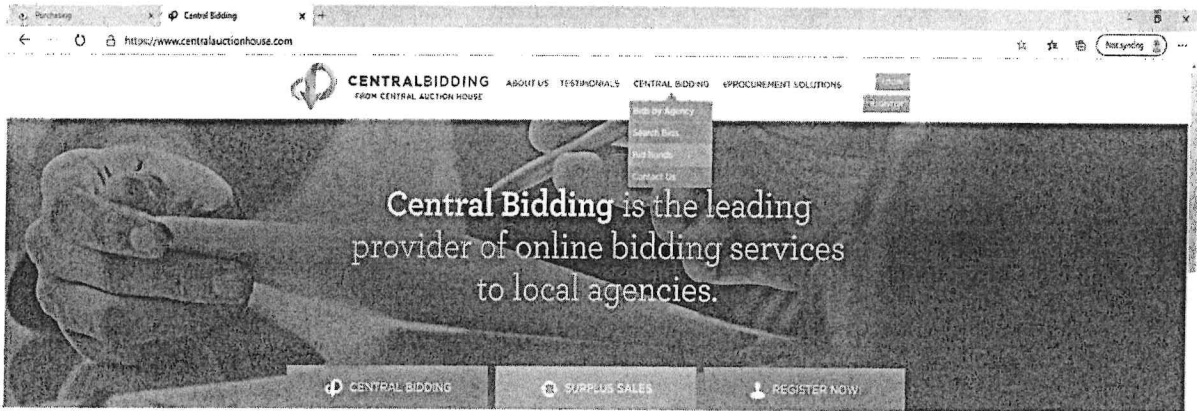 Purchasing
Central Bidding
https://www.centralauctionhouse.com
Not syncing
CENTRALBIDDING
FROM CENTRAL AUCTION HOUSE
ABOUT US TESTIMONIALS CENTRAL BIDDING EPROCUREMENT SOLUTIONS
LOGIN
REGISTER
Bids by Agency
Search Bids
Bid Bonds
Contact Us
Central Bidding is the leading
provider of online bidding services
to local agencies.
CENTRAL BIDDING
SURPLUS SALES
REGISTER NOW!